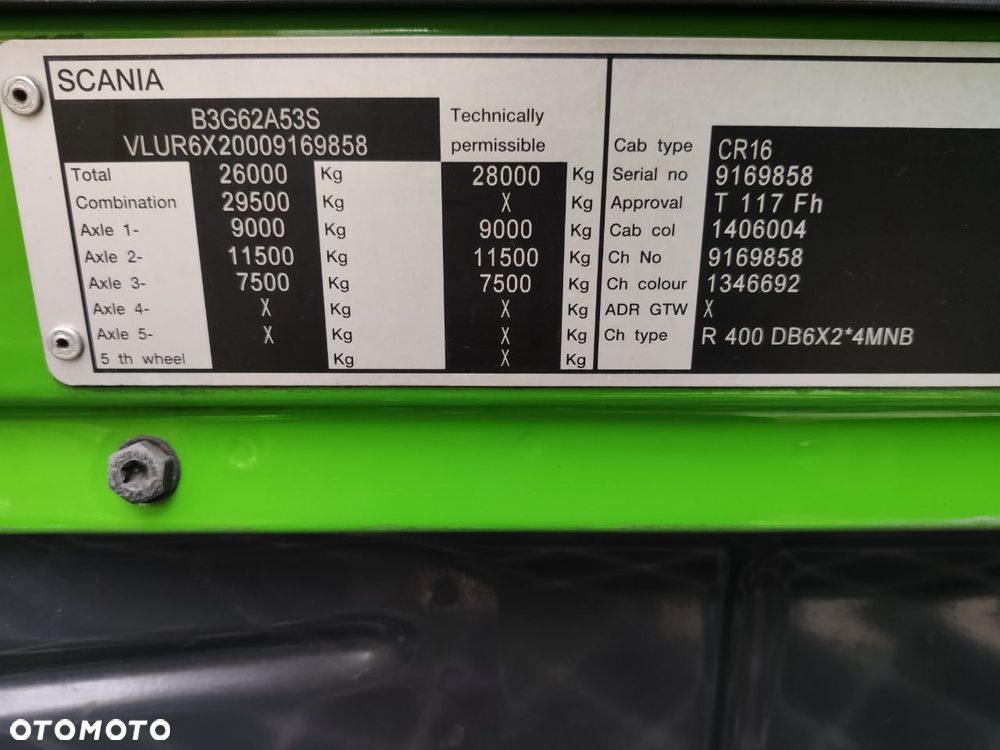 SCANIA
B3G62A53S
VLUR6X20009169858
Technically
permissible
Total 26000 Kg 28000 Kg
Combination 29500 Kg X Kg
Axle 1- 9000 Kg 9000 Kg
Axle 2- 11500 Kg 11500 Kg
Axle 3- 7500 Kg 7500 Kg
Axle 4- X Kg X Kg
Axle 5- X Kg X Kg
5 th wheel Kg X Kg
Cab type CR16
Serial no 9169858
Approval T 117 Fh
Cab col 1406004
Ch No 9169858
Ch colour 1346692
ADR GTW X
Ch type R 400 DB6X2*4MNB
OTOMOTO